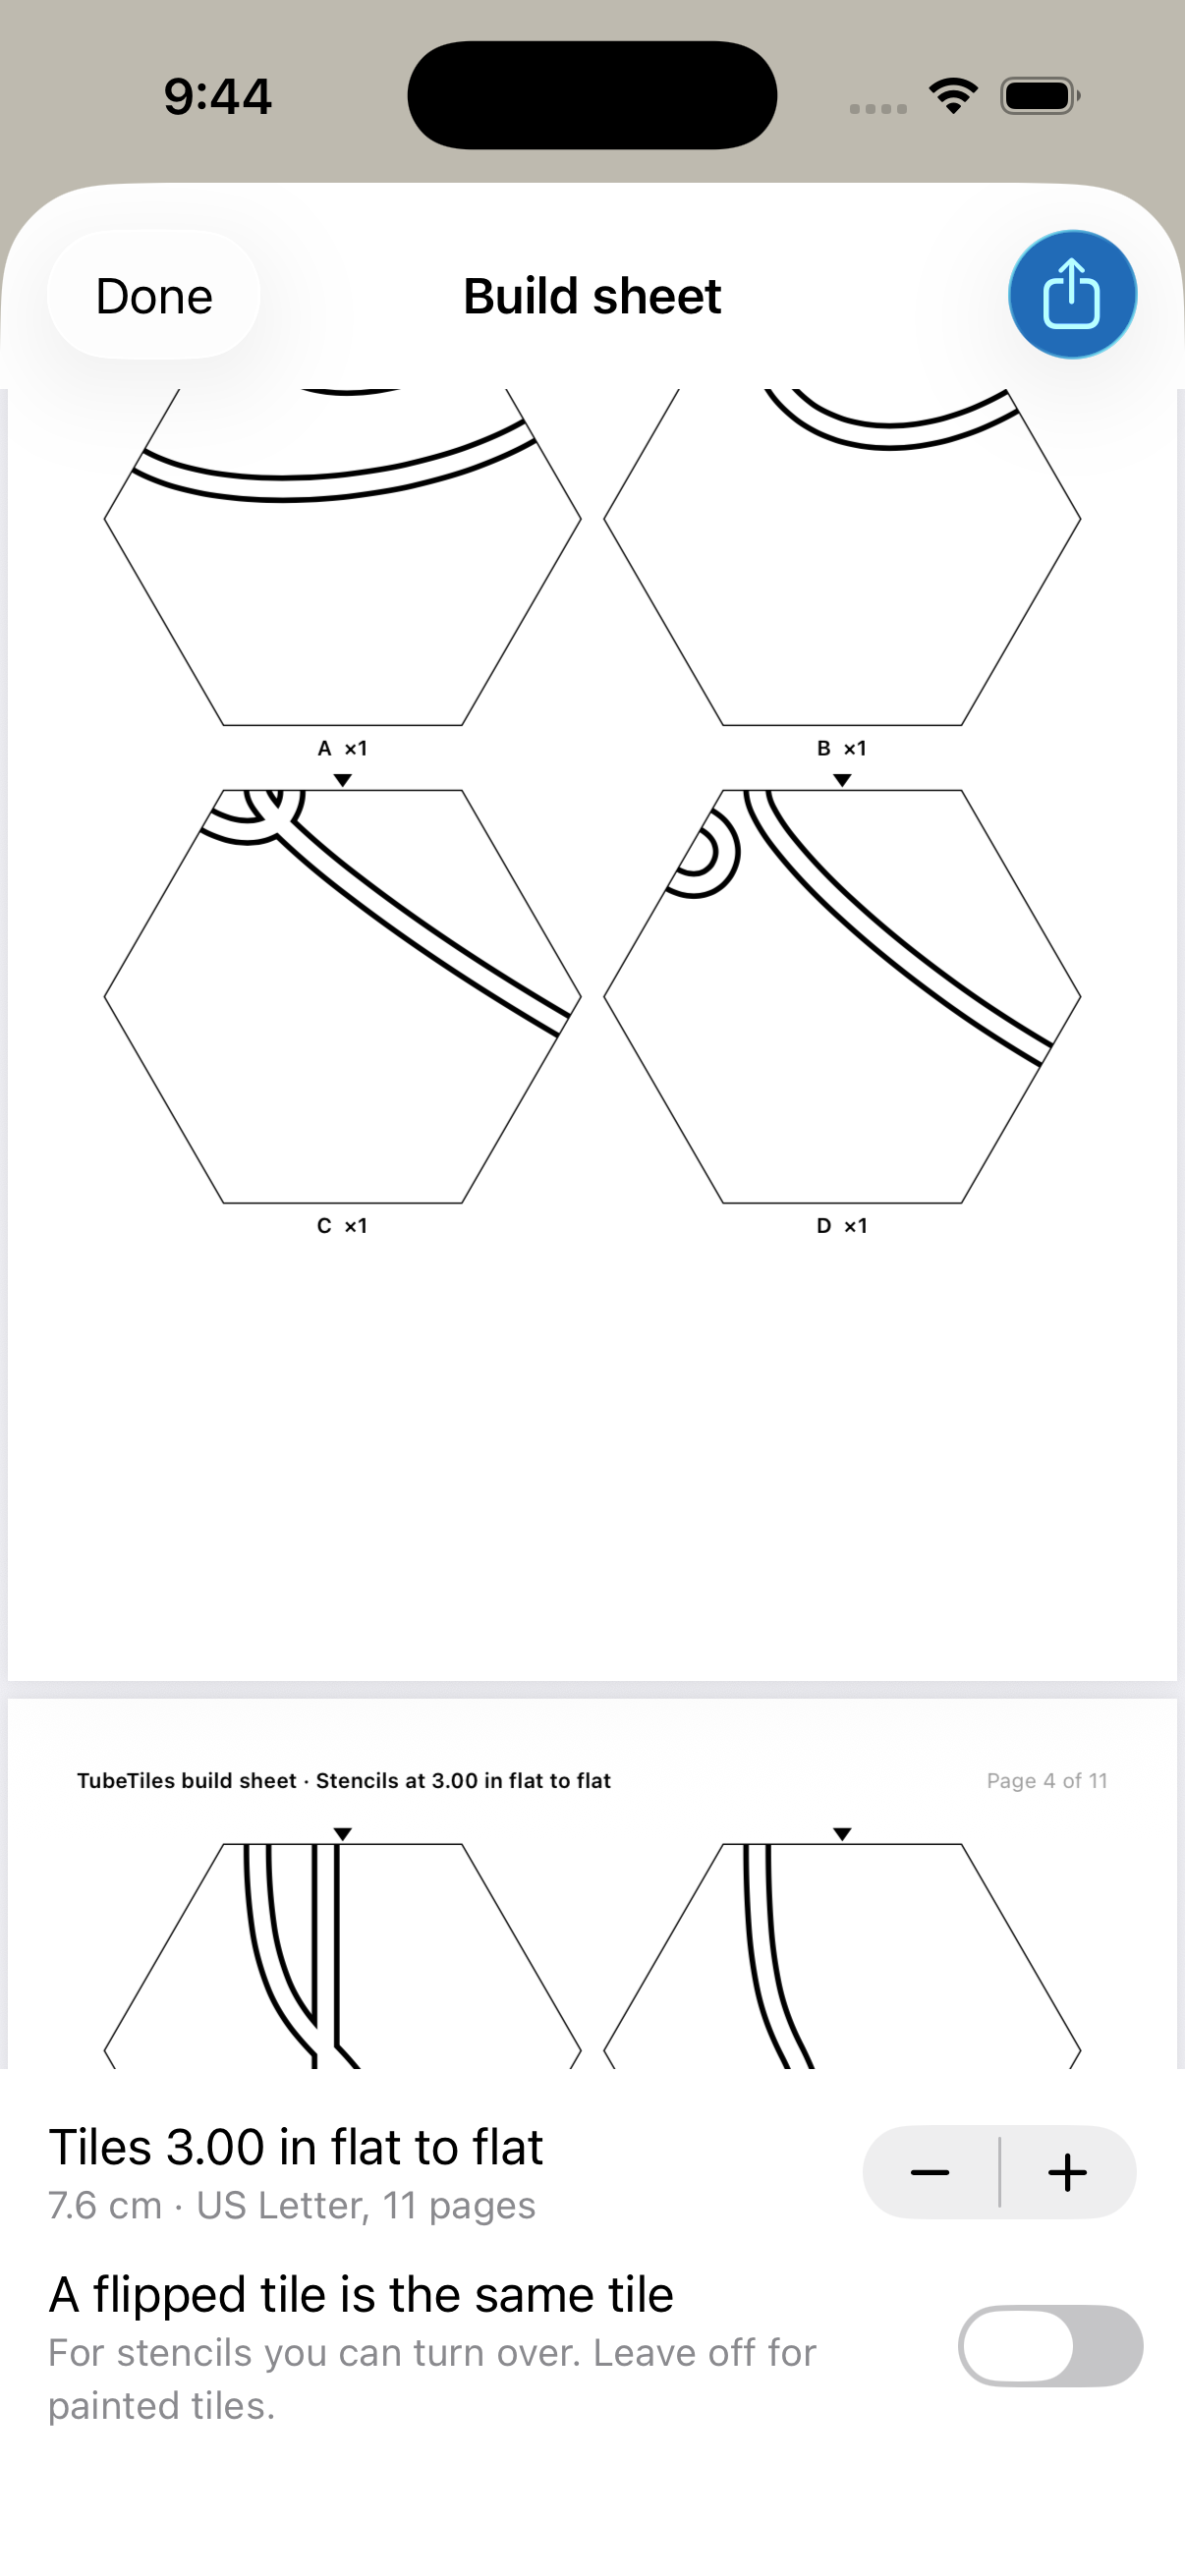 9:44
Done
Build sheet
A ×1
B ×1
C ×1
D ×1
TubeTiles build sheet · Stencils at 3.00 in flat to flat
Page 4 of 11
Tiles 3.00 in flat to flat
7.6 cm · US Letter, 11 pages
A flipped tile is the same tile
For stencils you can turn over. Leave off for
painted tiles.